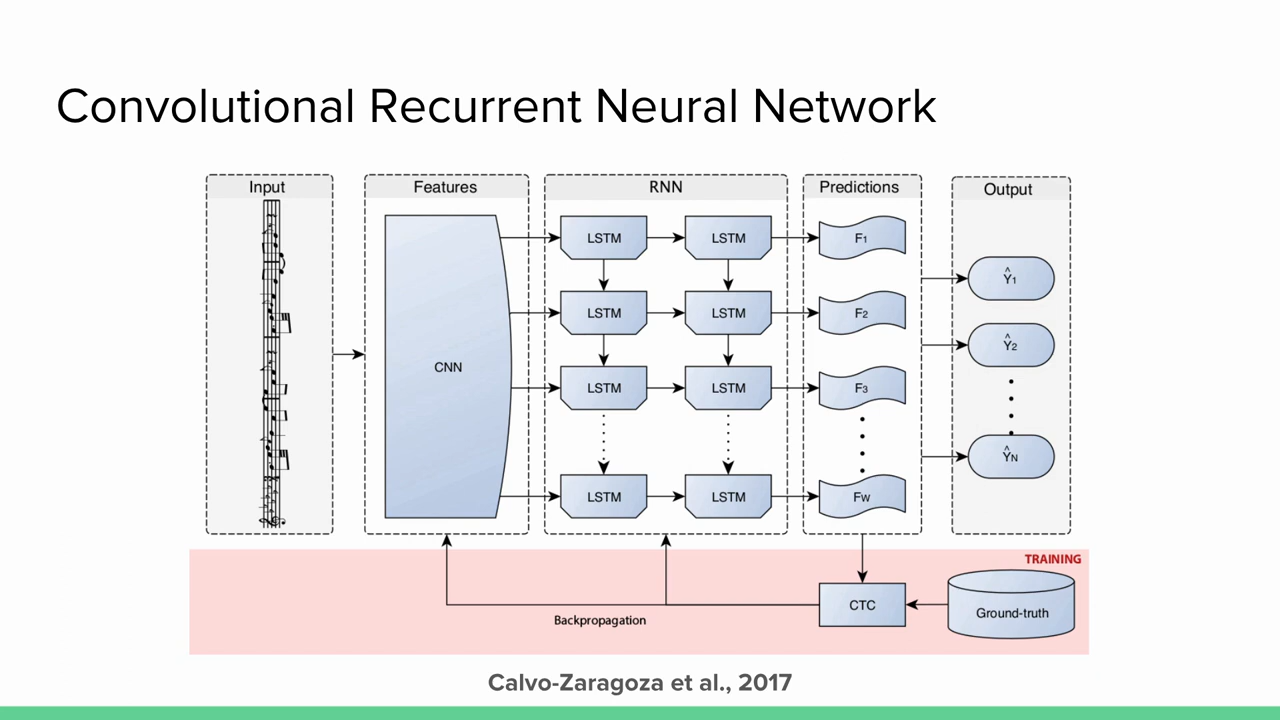 Convolutional Recurrent Neural Network
Input
Features
RNN
Predictions
Output
CNN
LSTM
LSTM
F1
LSTM
LSTM
F2
LSTM
LSTM
F3
LSTM
LSTM
Fw
Ŷ1
Ŷ2
ŶN
TRAINING
CTC
Ground-truth
Backpropagation
Calvo-Zaragoza et al., 2017